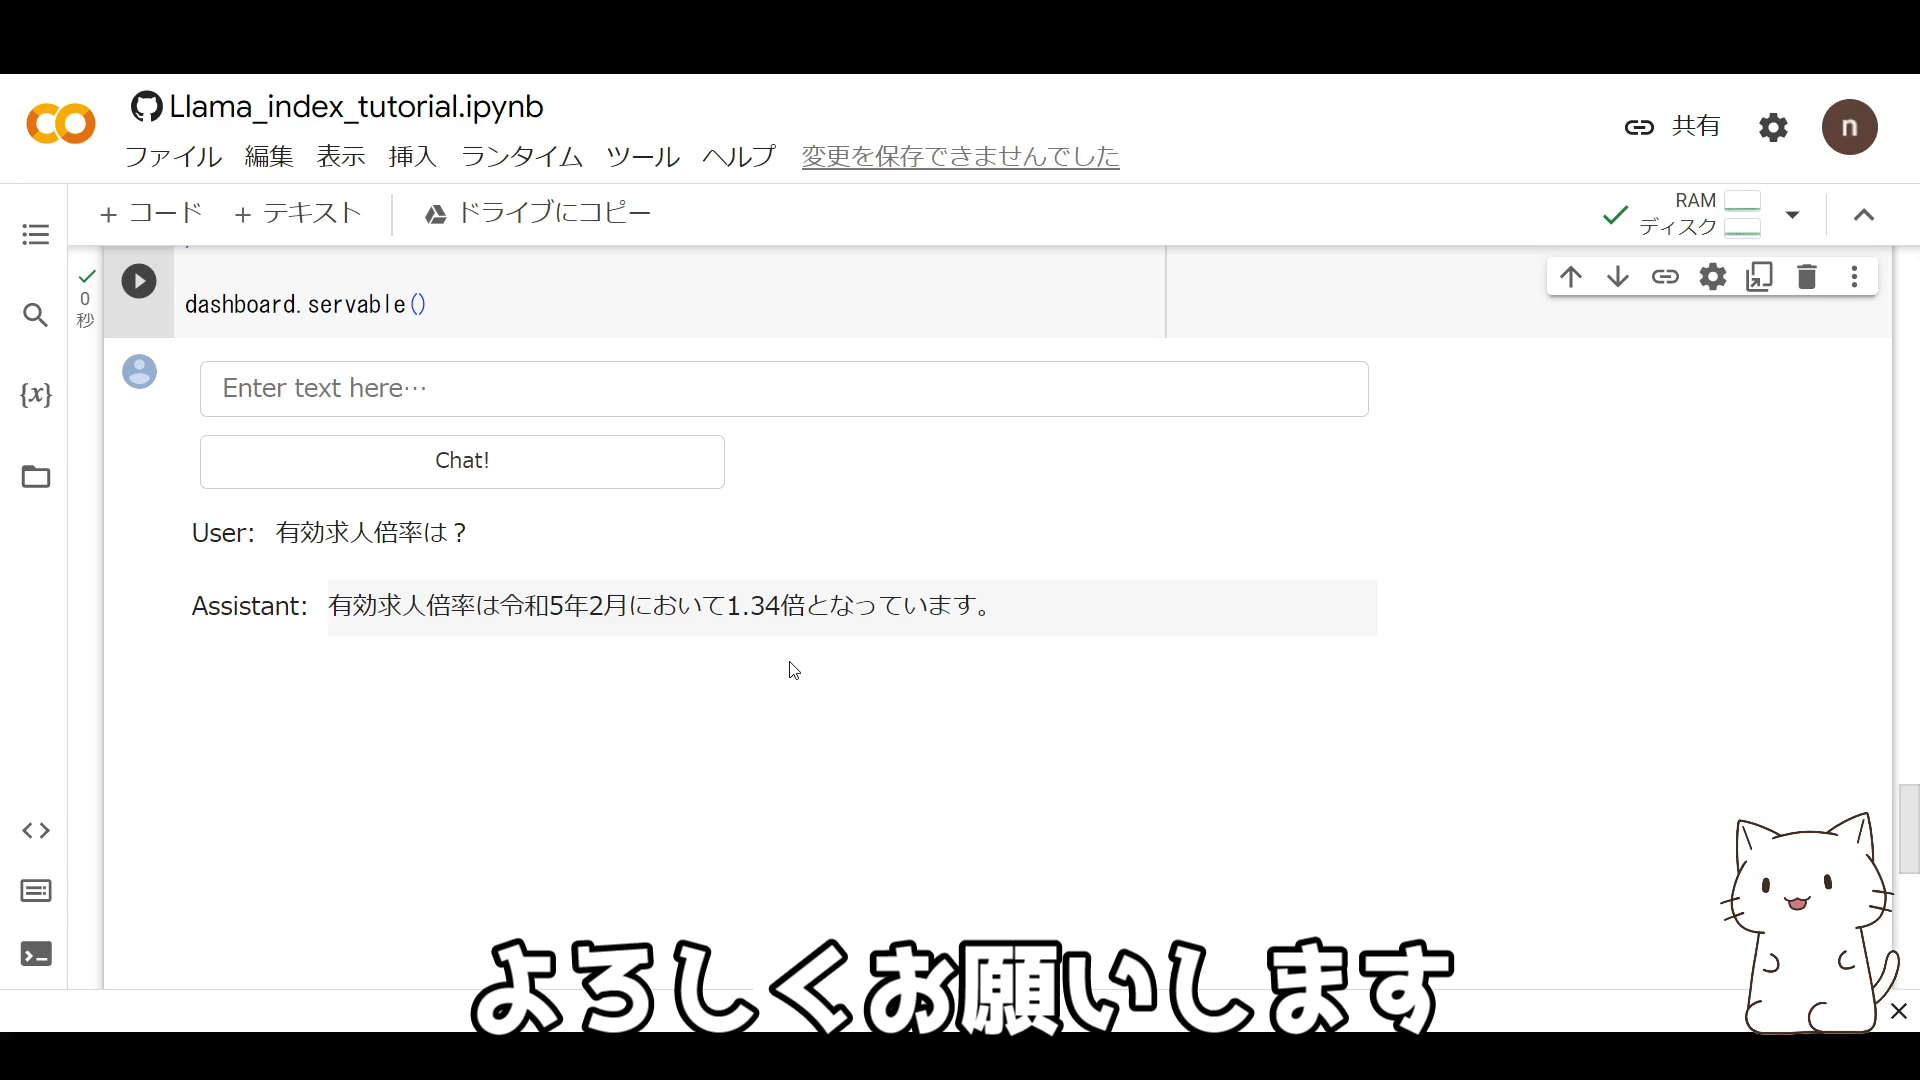 Llama_index_tutorial.ipynb
ファイル 編集 表示 挿入 ランタイム ツール ヘルプ 変更を保存できませんでした
共有
n
+ コード + テキスト ドライブにコピー
RAM
ディスク
0
秒
dashboard.servable()
{x}
Enter text here…
Chat!
User: 有効求人倍率は？
Assistant: 有効求人倍率は令和5年2月において1.34倍となっています。
よろしくお願いします